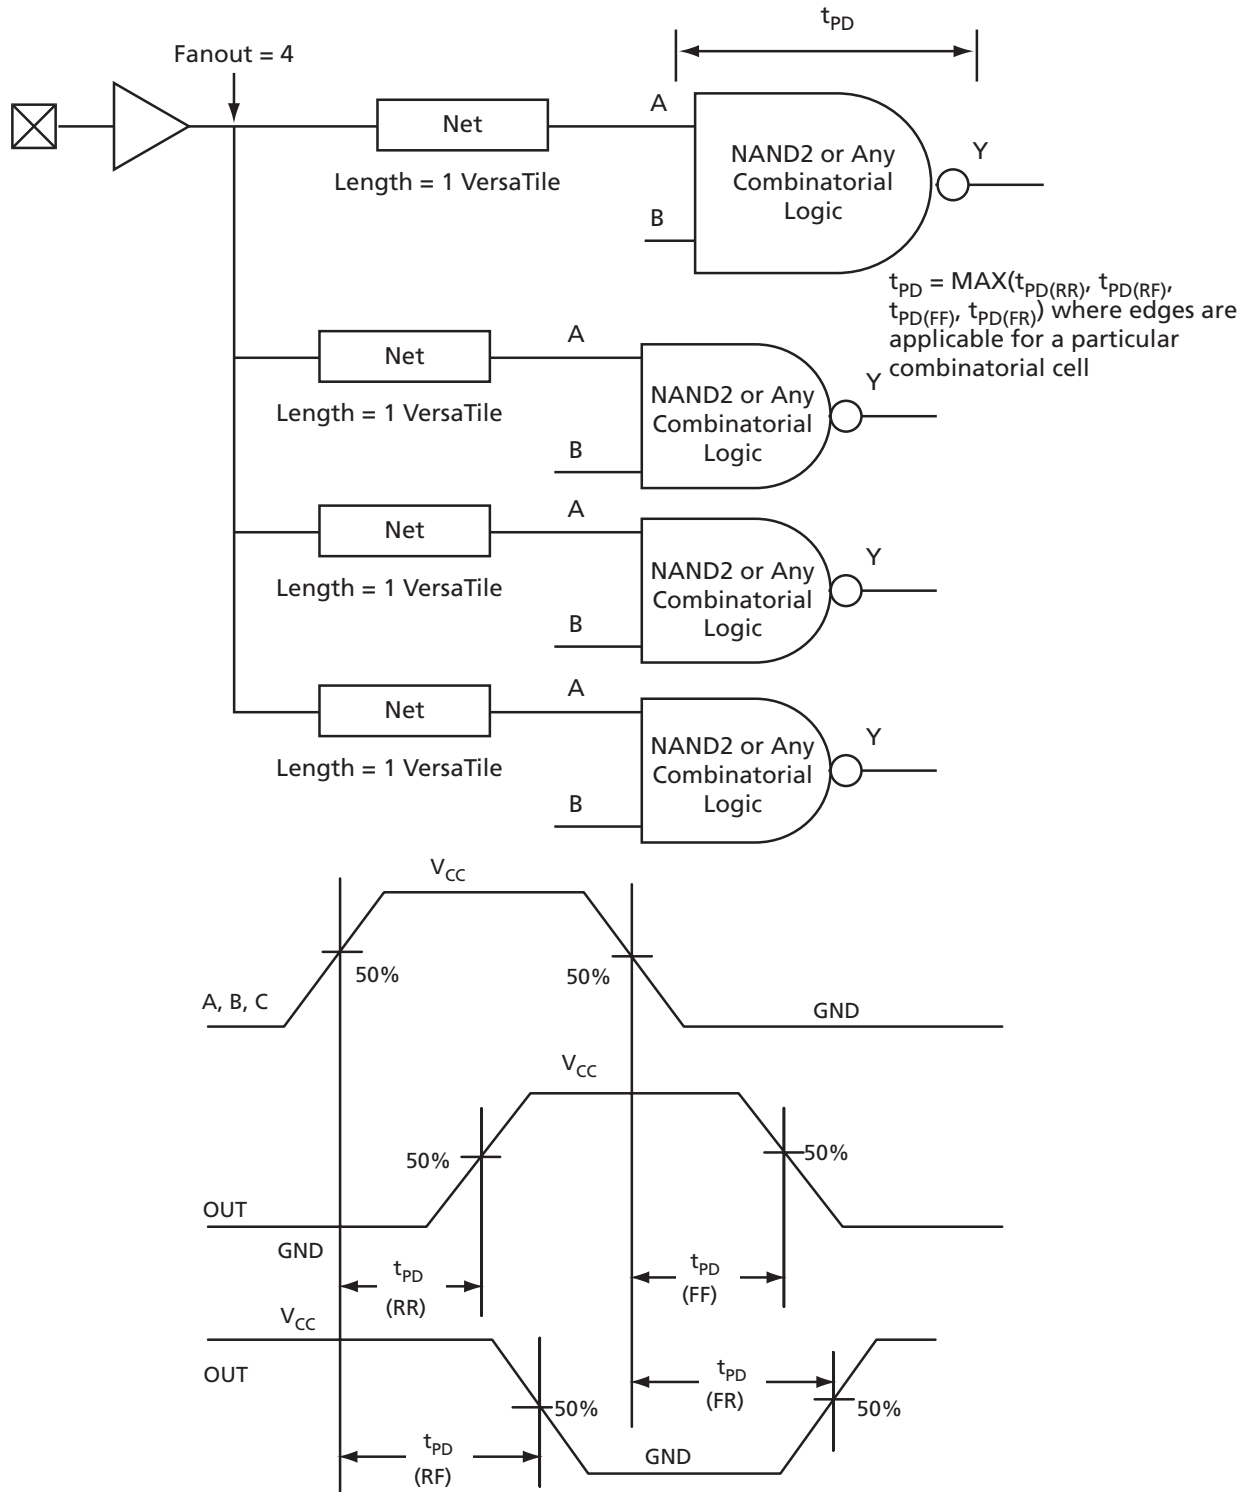 tPD
Fanout = 4
Net
Length = 1 VersaTile
A
B
NAND2 or Any
Combinatorial
Logic
Y
tPD = MAX(tPD(RR), tPD(RF),
tPD(FF), tPD(FR)) where edges are
applicable for a particular
combinatorial cell
Net
Length = 1 VersaTile
A
B
NAND2 or Any
Combinatorial
Logic
Y
Net
Length = 1 VersaTile
A
B
NAND2 or Any
Combinatorial
Logic
Y
Net
Length = 1 VersaTile
A
B
NAND2 or Any
Combinatorial
Logic
Y
VCC
50%
50%
A, B, C
GND
VCC
50%
50%
OUT
GND
tPD
(RR)
tPD
(FF)
VCC
OUT
tPD
(FR)
50%
50%
tPD
(RF)
GND